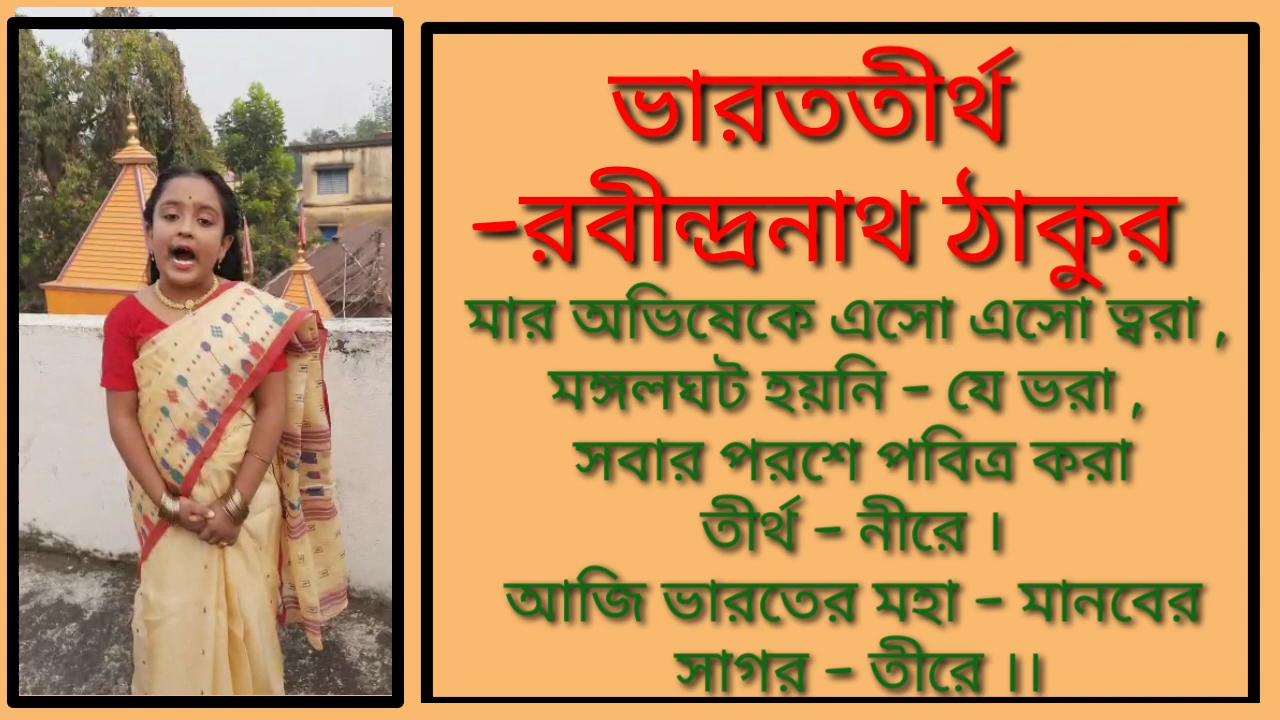 ভারততীর্থ
-রবীন্দ্রনাথ ঠাকুর
মার অভিষেকে এসো এসো ত্বরা ,
মঙ্গলঘট হয়নি - যে ভরা ,
সবার পরশে পবিত্র করা
তীর্থ - নীরে ।
আজি ভারতের মহা - মানবের
সাগর - তীরে ।।